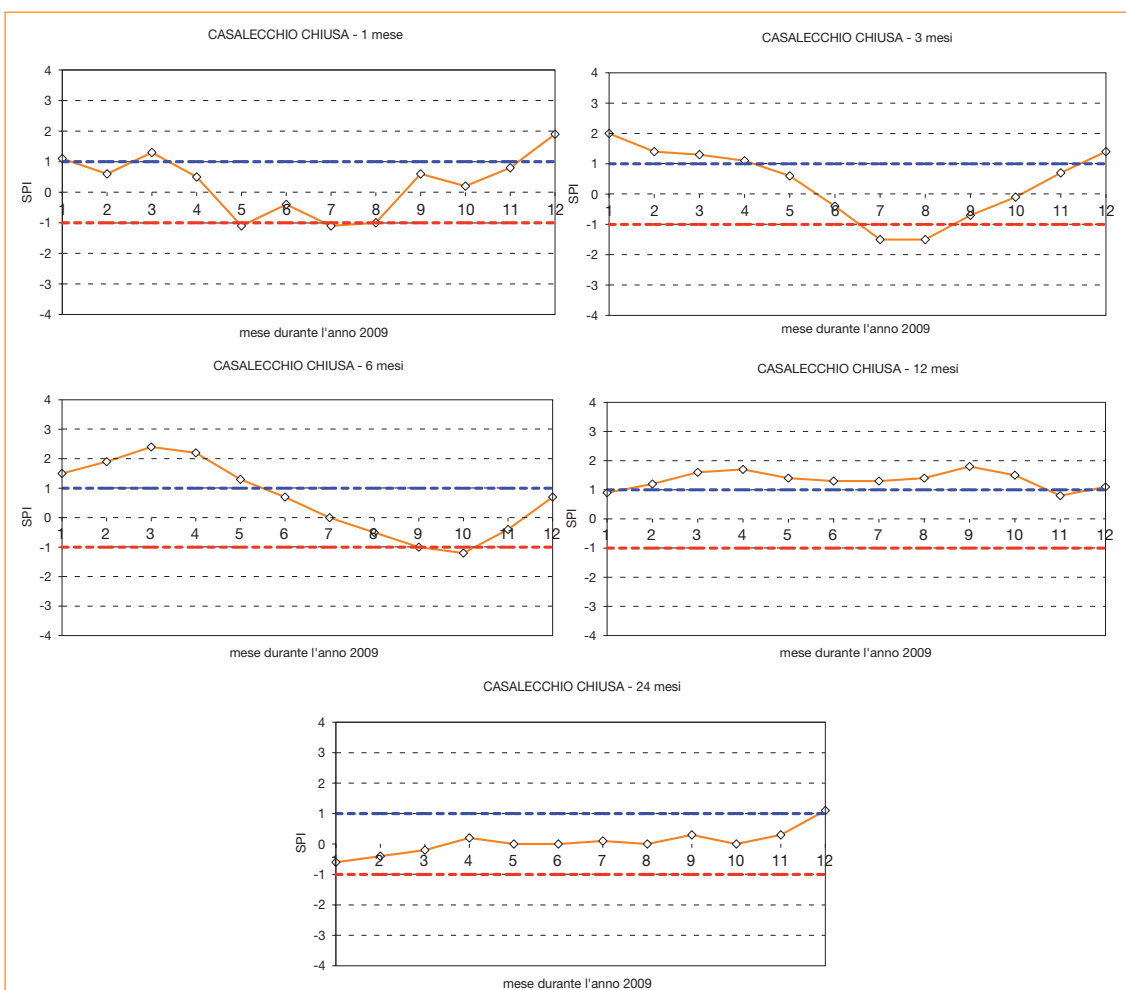 CASALECCHIO CHIUSA - 1 mese
4
3
2
1
0
-1
-2
-3
-4
SPI
1 2 3 4 5 6 7 8 9 10 11 12
mese durante l'anno 2009
CASALECCHIO CHIUSA - 3 mesi
4
3
2
1
0
-1
-2
-3
-4
SPI
1 2 3 4 5 6 7 8 9 10 11 12
mese durante l'anno 2009
CASALECCHIO CHIUSA - 6 mesi
4
3
2
1
0
-1
-2
-3
-4
SPI
1 2 3 4 5 6 7 8 9 10 11 12
mese durante l'anno 2009
CASALECCHIO CHIUSA - 12 mesi
4
3
2
1
0
-1
-2
-3
-4
SPI
1 2 3 4 5 6 7 8 9 10 11 12
mese durante l'anno 2009
CASALECCHIO CHIUSA - 24 mesi
4
3
2
1
0
-1
-2
-3
-4
SPI
1 2 3 4 5 6 7 8 9 10 11 12
mese durante l'anno 2009